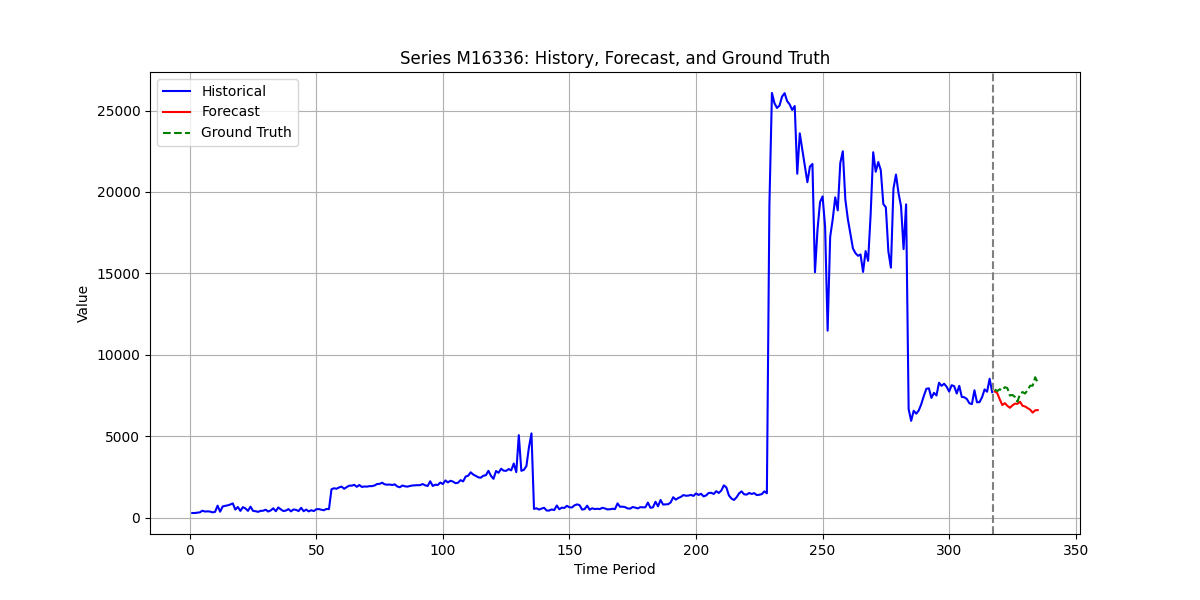 Series M16336: History, Forecast, and Ground Truth
Historical
Forecast
Ground Truth
25000
20000
15000
10000
5000
0
Value
0 50 100 150 200 250 300 350
Time Period